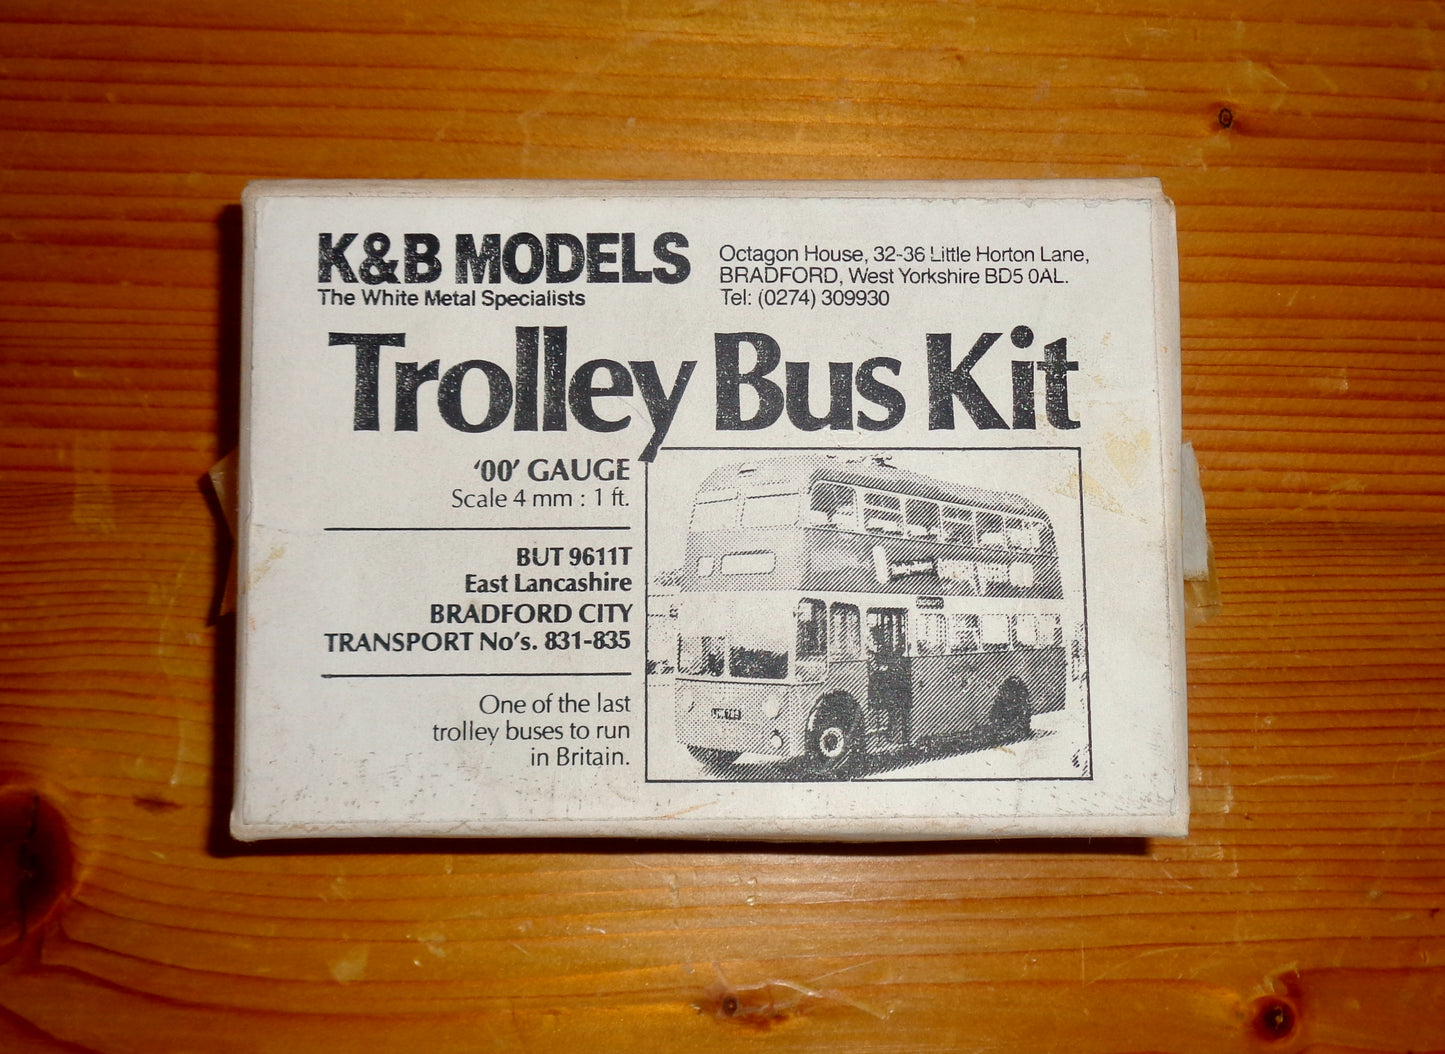 K&B MODELS
The White Metal Specialists
Octagon House, 32-36 Little Horton Lane,
BRADFORD, West Yorkshire BD5 0AL.
Tel: (0274) 309930
Trolley Bus Kit
'00' GAUGE
Scale 4 mm : 1 ft.
BUT 9611T
East Lancashire
BRADFORD CITY
TRANSPORT No's. 831-835
One of the last
trolley buses to run
in Britain.